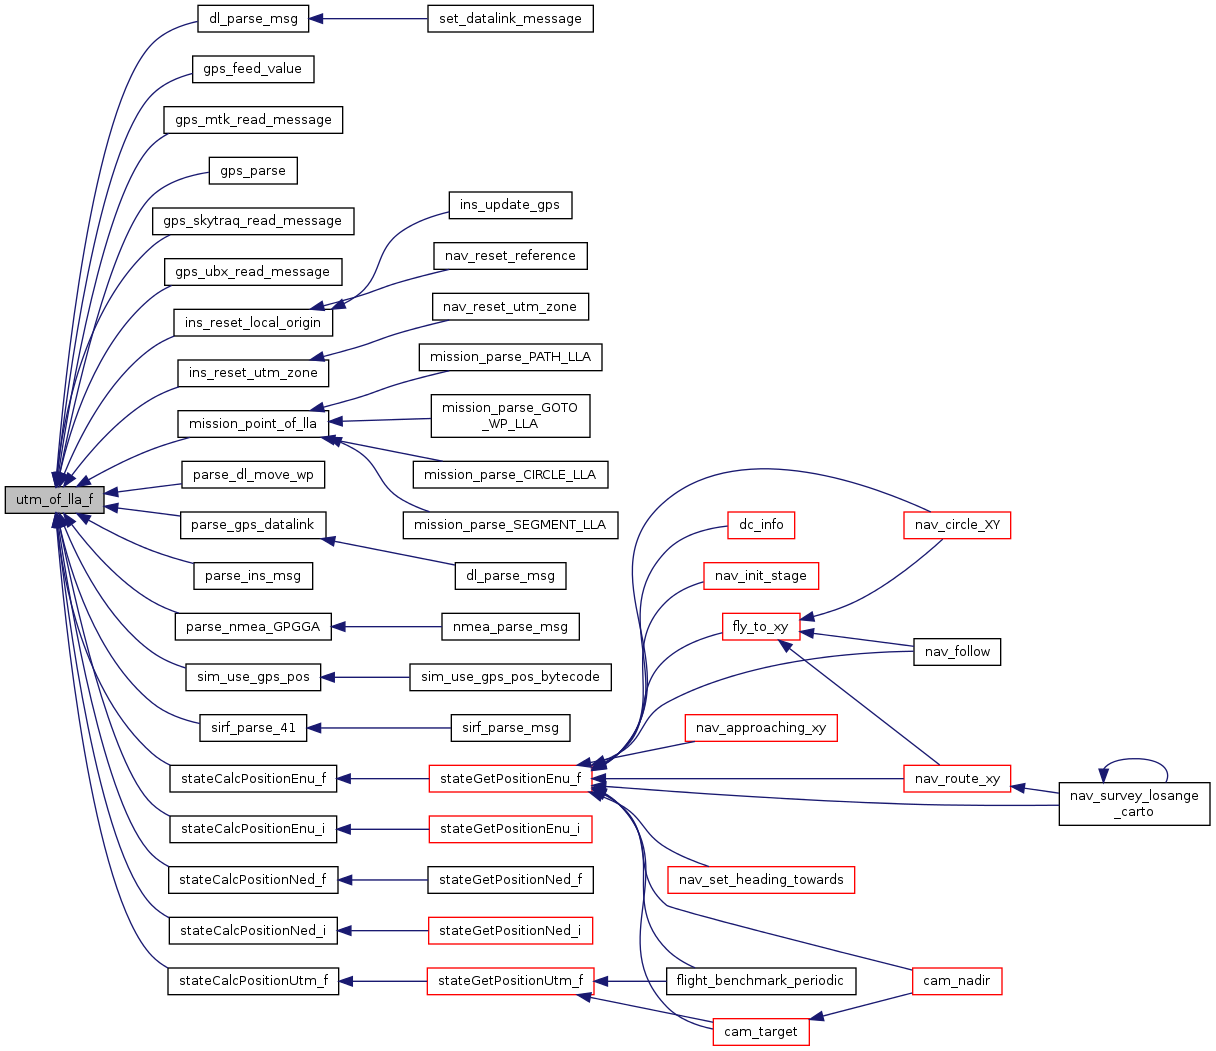 dl_parse_msg
set_datalink_message
gps_feed_value
gps_mtk_read_message
gps_parse
gps_skytraq_read_message
ins_update_gps
nav_reset_reference
gps_ubx_read_message
nav_reset_utm_zone
ins_reset_local_origin
mission_parse_PATH_LLA
ins_reset_utm_zone
mission_parse_GOTO
_WP_LLA
mission_point_of_lla
parse_dl_move_wp
mission_parse_CIRCLE_LLA
utm_of_lla_f
parse_gps_datalink
mission_parse_SEGMENT_LLA
dc_info
nav_circle_XY
parse_ins_msg
dl_parse_msg
nav_init_stage
parse_nmea_GPGGA
nmea_parse_msg
fly_to_xy
nav_follow
sim_use_gps_pos
sim_use_gps_pos_bytecode
sirf_parse_41
sirf_parse_msg
nav_approaching_xy
stateCalcPositionEnu_f
stateGetPositionEnu_f
nav_route_xy
nav_survey_losange
_carto
stateCalcPositionEnu_i
stateGetPositionEnu_i
stateCalcPositionNed_f
stateGetPositionNed_f
nav_set_heading_towards
stateCalcPositionNed_i
stateGetPositionNed_i
stateCalcPositionUtm_f
stateGetPositionUtm_f
flight_benchmark_periodic
cam_nadir
cam_target